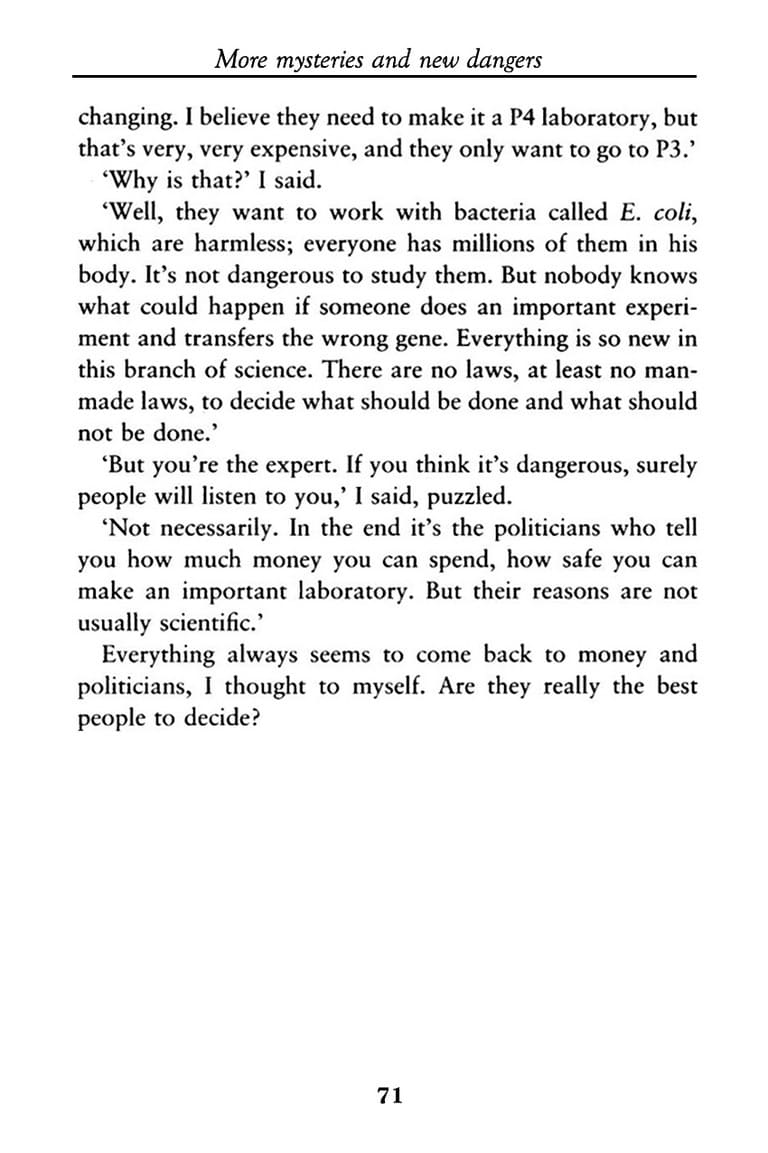 More mysteries and new dangers
changing. I believe they need to make it a P4 laboratory, but
that’s very, very expensive, and they only want to go to P3.’
‘Why is that?’ I said.
‘Well, they want to work with bacteria called E. coli,
which are harmless; everyone has millions of them in his
body. It’s not dangerous to study them. But nobody knows
what could happen if someone does an important experi-
ment and transfers the wrong gene. Everything is so new in
this branch of science. There are no laws, at least no man-
made laws, to decide what should be done and what should
not be done.’
‘But you’re the expert. If you think it’s dangerous, surely
people will listen to you,’ I said, puzzled.
‘Not necessarily. In the end it’s the politicians who tell
you how much money you can spend, how safe you can
make an important laboratory. But their reasons are not
usually scientific.’
Everything always seems to come back to money and
politicians, I thought to myself. Are they really the best
people to decide?
71